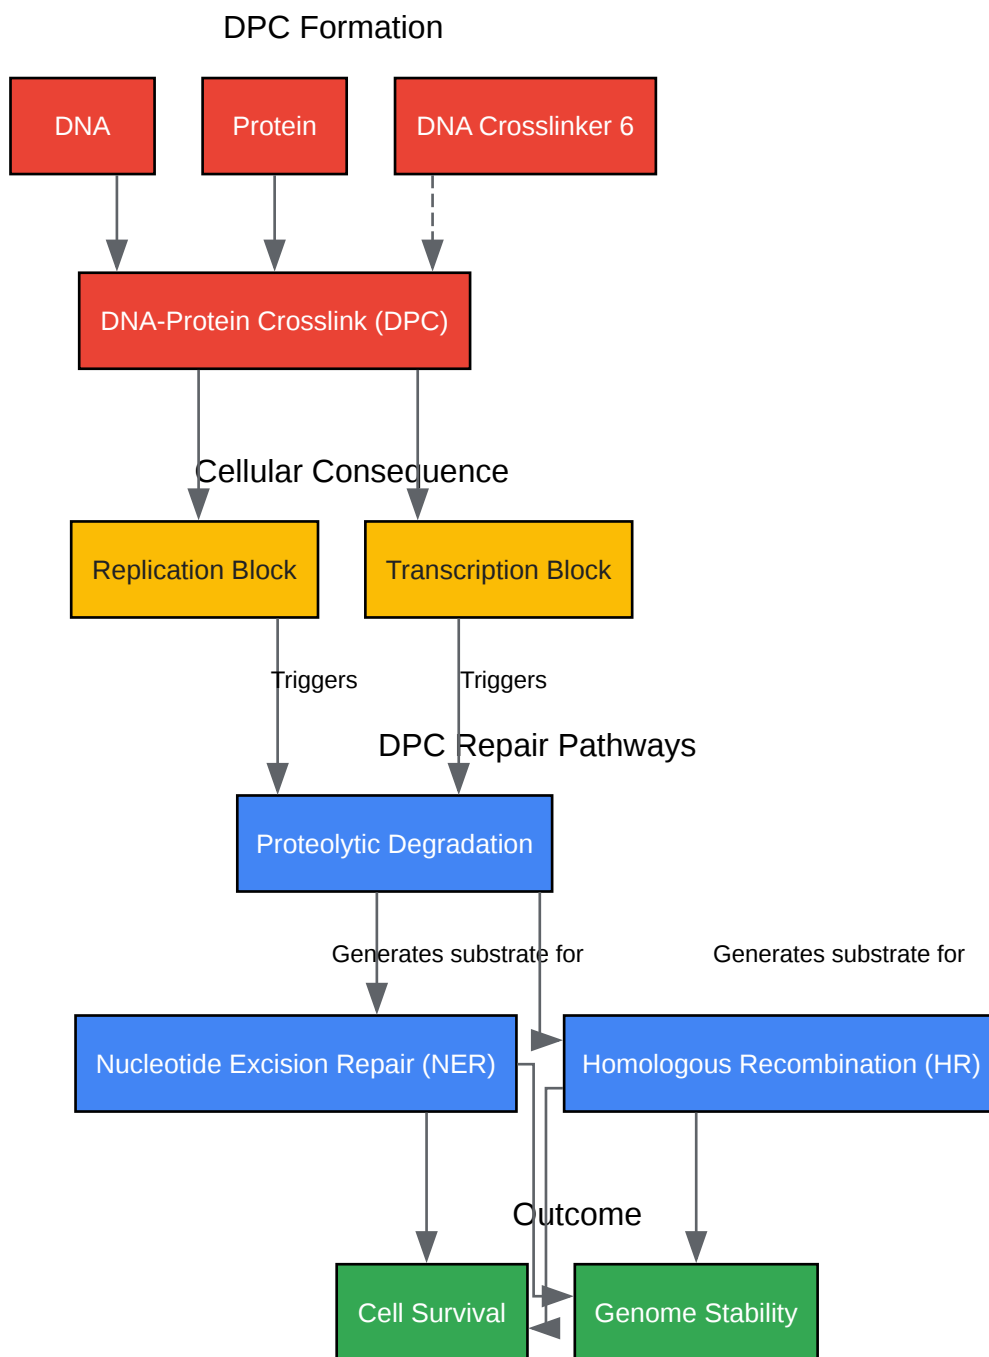 DPC Formation
DNA
Protein
DNA Crosslinker 6
DNA-Protein Crosslink (DPC)
Cellular Consequence
Replication Block
Transcription Block
Triggers
Triggers
DPC Repair Pathways
Proteolytic Degradation
Generates substrate for
Generates substrate for
Nucleotide Excision Repair (NER)
Homologous Recombination (HR)
Outcome
Cell Survival
Genome Stability